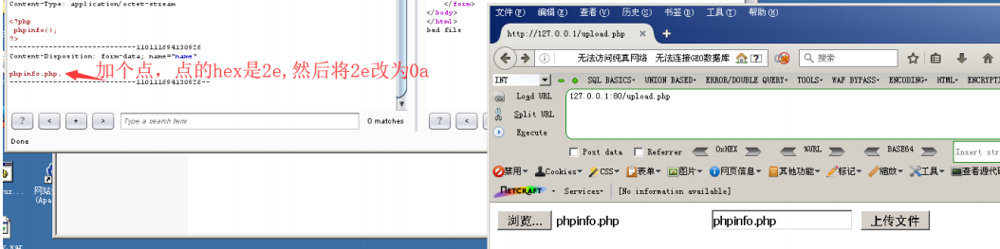 Content-Type: application/octet-stream
<?php
phpinfo();
?>
-----------------------------110111694130926
Content-Disposition: form-data; name="name"
phpinfo.php.
加个点，点的hex是2e,然后将2e改为0a
-----------------------------110111694130926--
? < + > Type a search term 0 matches
Done
</form>
</body>
</html>
bad file
? <
网站
(Apa
.war
文件(F) 编辑(E) 查看(V) 历史(S) 书签(B) 工具(T) 帮助(H)
http://127.0.0.1/upload.php × +
无法访问纯真网络 无法连接GEO数据库 ? 搜索
INT SQL BASICS UNION BASED ERROR/DOUBLE QUERY TOOLS WAF BYPASS ENCODING HTML ENCRYPTI
Load URL 127.0.0.1:80/upload.php
Split URL
Execute
Post data Referrer 0xHEX %URL BASE64 Insert str
禁用 Cookies CSS 表单 图片 网页信息 其他功能 标记 缩放 工具 查看源代码
NETCRAFT Services [No information available]
浏览... phpinfo.php phpinfo.php 上传文件